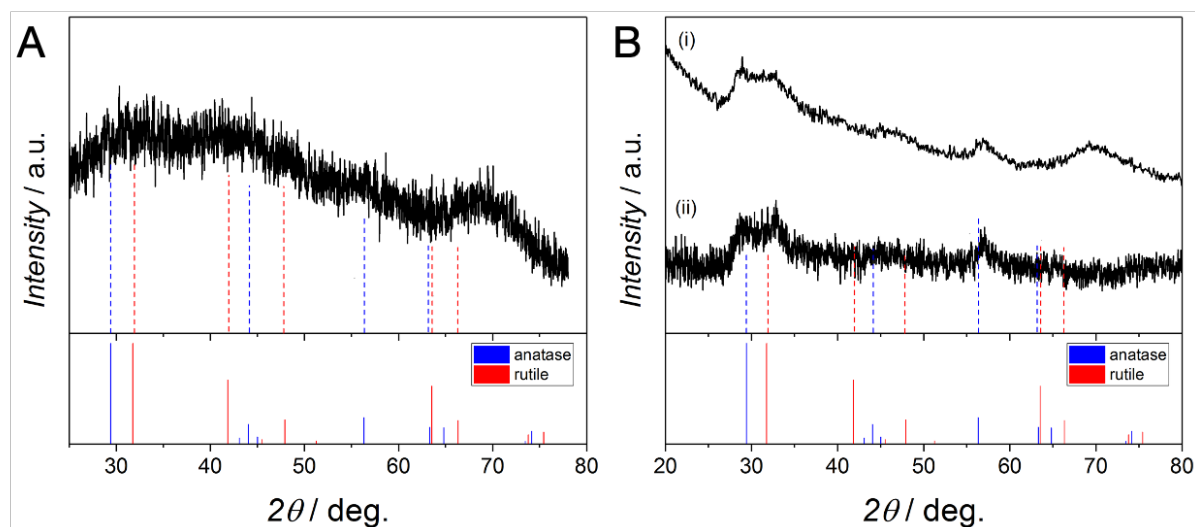 A
Intensity / a.u.
anatase
rutile
30 40 50 60 70 80
2θ / deg.
B
(i)
(ii)
Intensity / a.u.
anatase
rutile
20 30 40 50 60 70 80
2θ / deg.